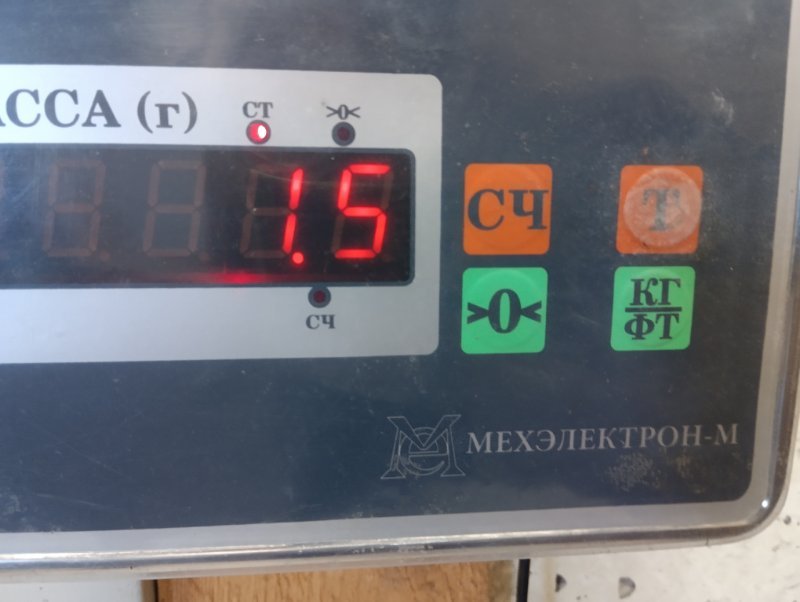 АССА (г)
СТ
>0<
1.5
СЧ
СЧ
Т
>0<
КГ
ФТ
МЕХЭЛЕКТРОН-М